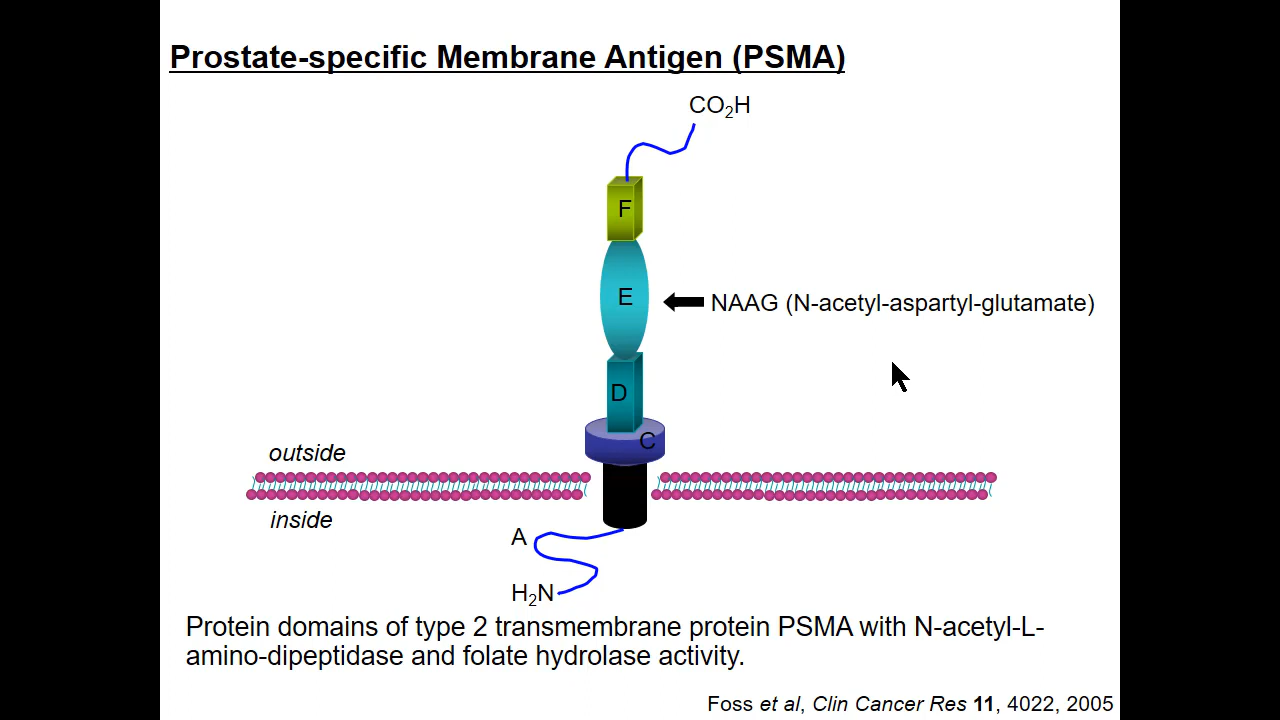 Prostate-specific Membrane Antigen (PSMA)
CO₂H
F
E
NAAG (N-acetyl-aspartyl-glutamate)
D
C
outside
inside
A
H₂N
Protein domains of type 2 transmembrane protein PSMA with N-acetyl-L-
amino-dipeptidase and folate hydrolase activity.
Foss et al, Clin Cancer Res 11, 4022, 2005